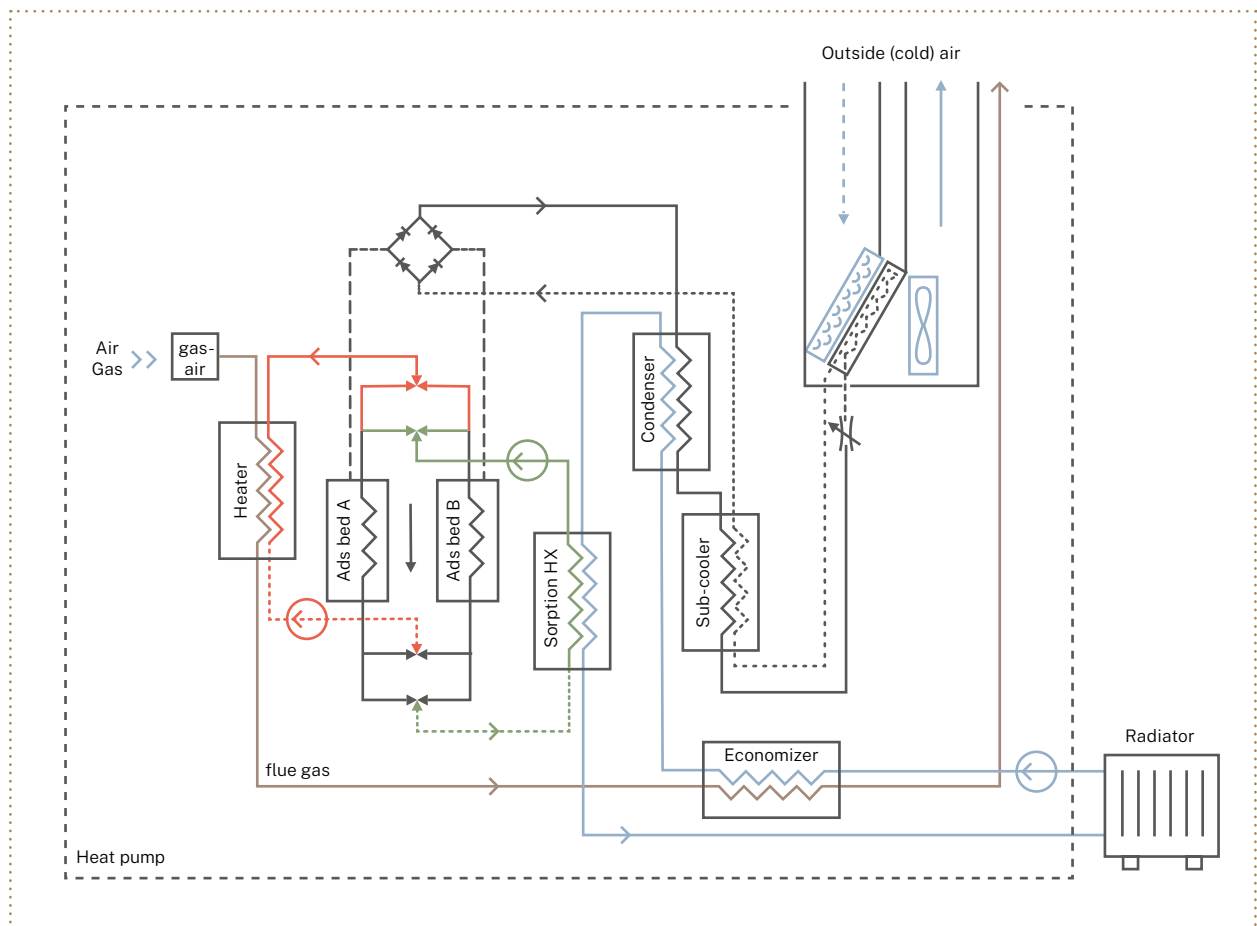 Outside (cold) air
Air
Gas
gas-
air
Condenser
Heater
Ads bed A
Ads bed B
Sorption HX
Sub-cooler
Radiator
Economizer
flue gas
Heat pump